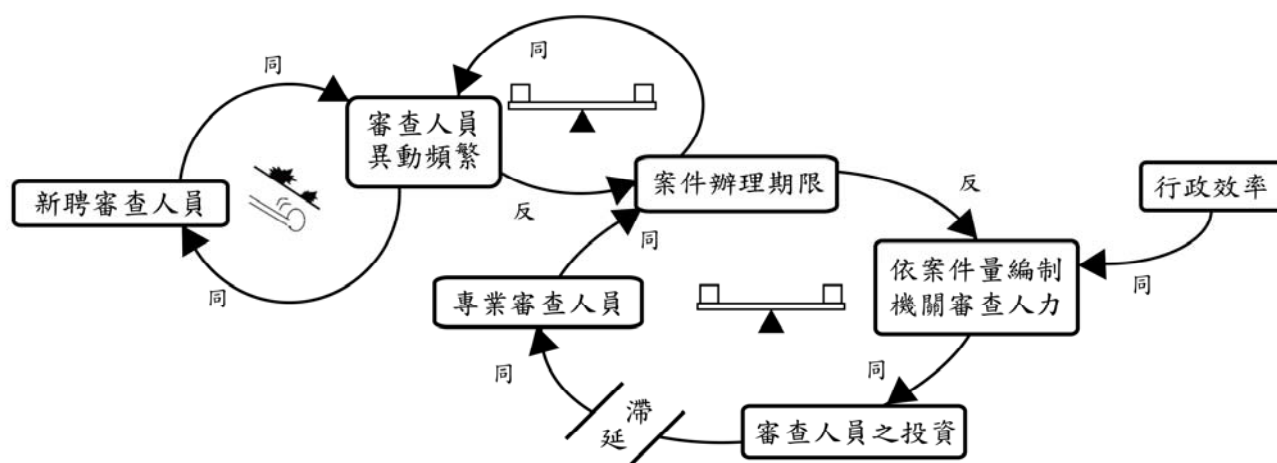 同
同
審查人員
異動頻繁
新聘審查人員
案件辦理期限
反
行政效率
反
同
同
專業審查人員
依案件量編制
機關審查人力
同
同
同
滯
延
審查人員之投資